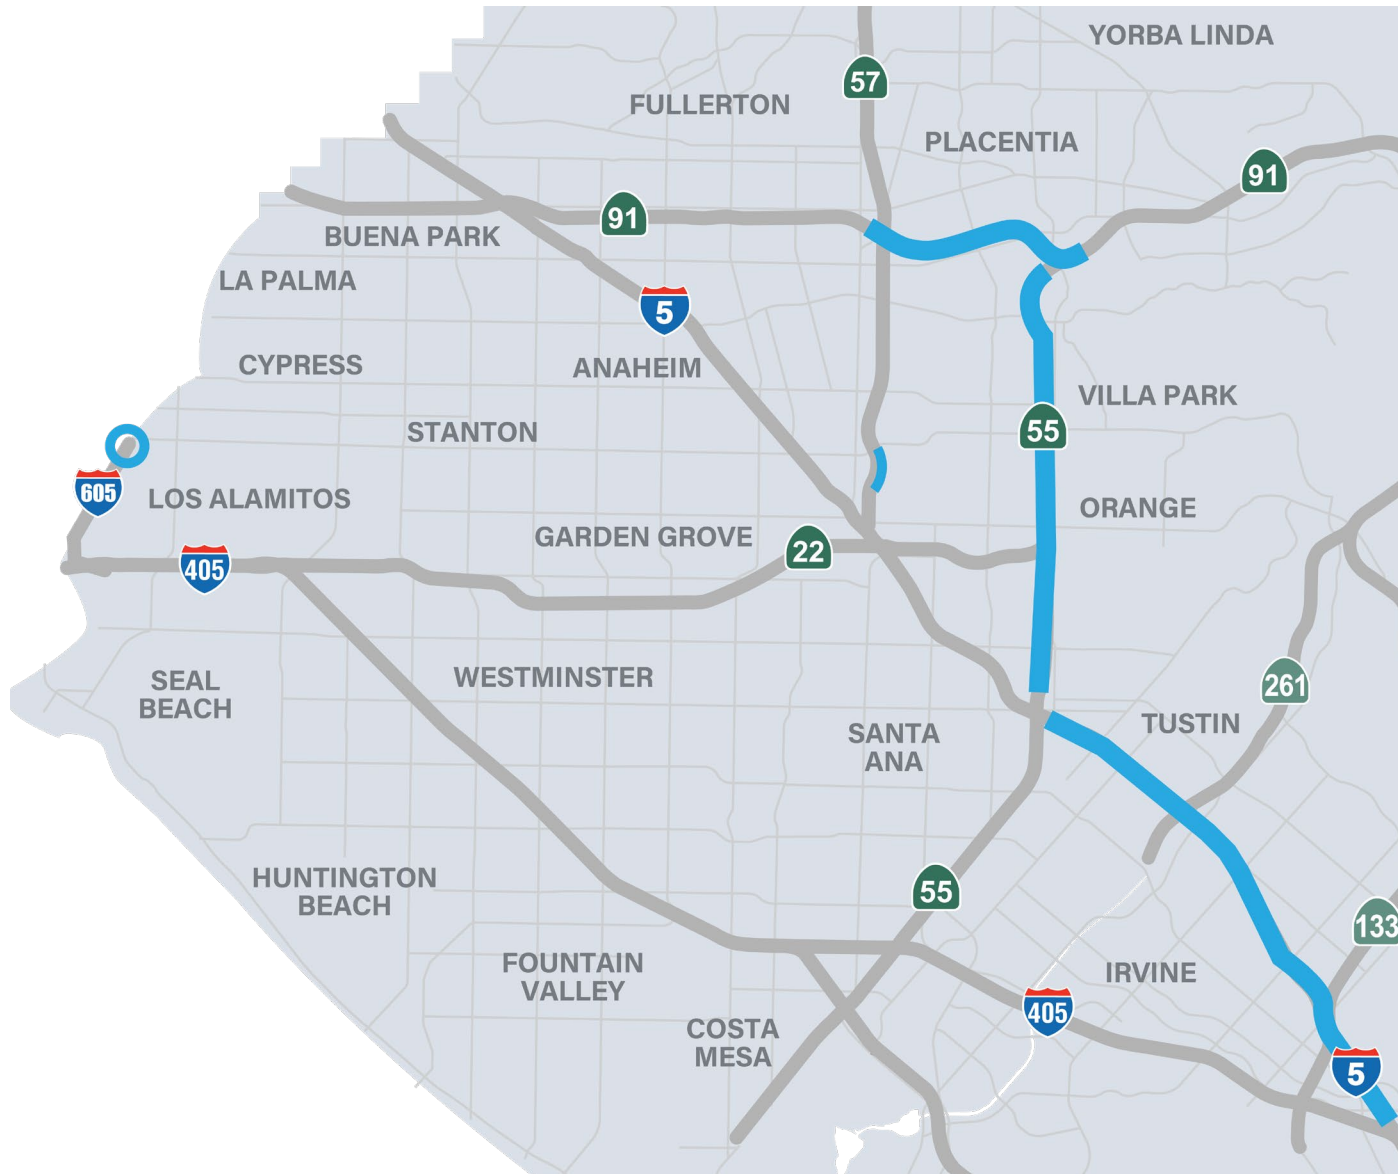 YORBA LINDA
57
FULLERTON
PLACENTIA
91
91
BUENA PARK
LA PALMA
5
CYPRESS
ANAHEIM
VILLA PARK
STANTON
55
605
LOS ALAMITOS
ORANGE
GARDEN GROVE
22
405
WESTMINSTER
SEAL
BEACH
261
TUSTIN
SANTA
ANA
HUNTINGTON
BEACH
55
133
FOUNTAIN
VALLEY
IRVINE
405
COSTA
MESA
5